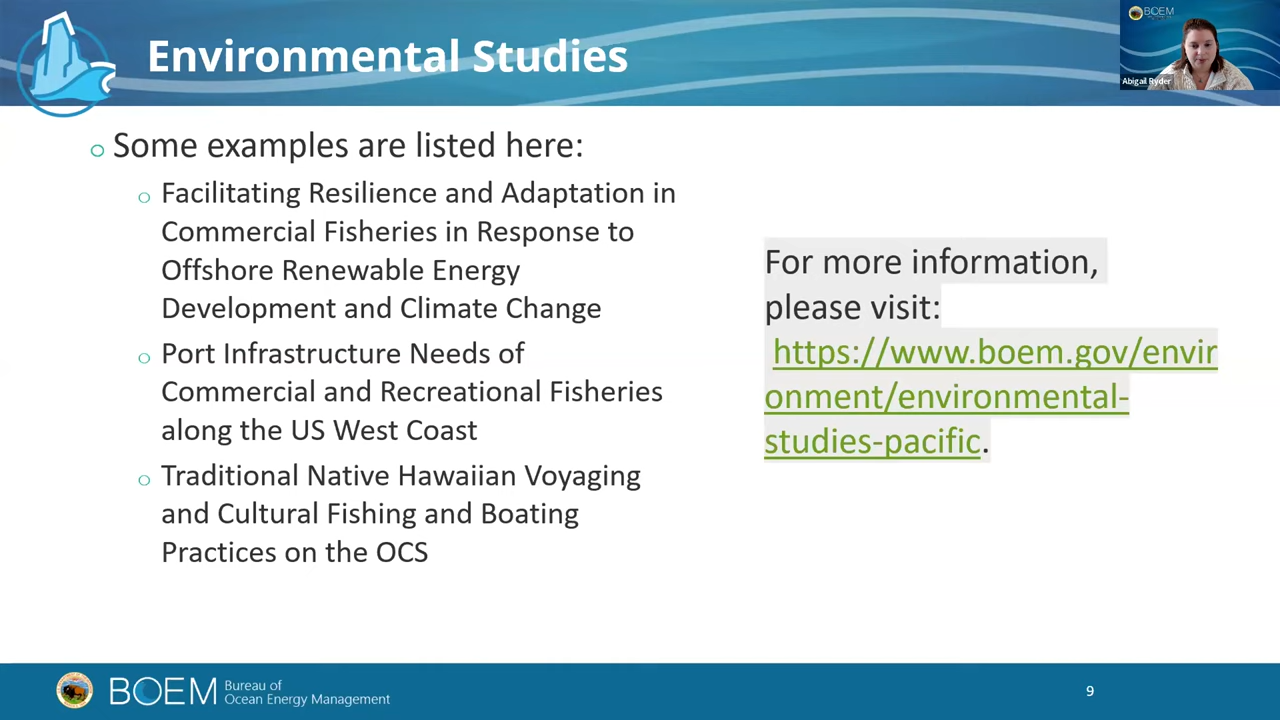 Environmental Studies
BOEM
Abigail Ryder
Some examples are listed here:
Facilitating Resilience and Adaptation in
Commercial Fisheries in Response to
Offshore Renewable Energy
Development and Climate Change
Port Infrastructure Needs of
Commercial and Recreational Fisheries
along the US West Coast
Traditional Native Hawaiian Voyaging
and Cultural Fishing and Boating
Practices on the OCS
For more information,
please visit:
https://www.boem.gov/envir
onment/environmental-
studies-pacific.
BOEM
Bureau of
Ocean Energy Management
9